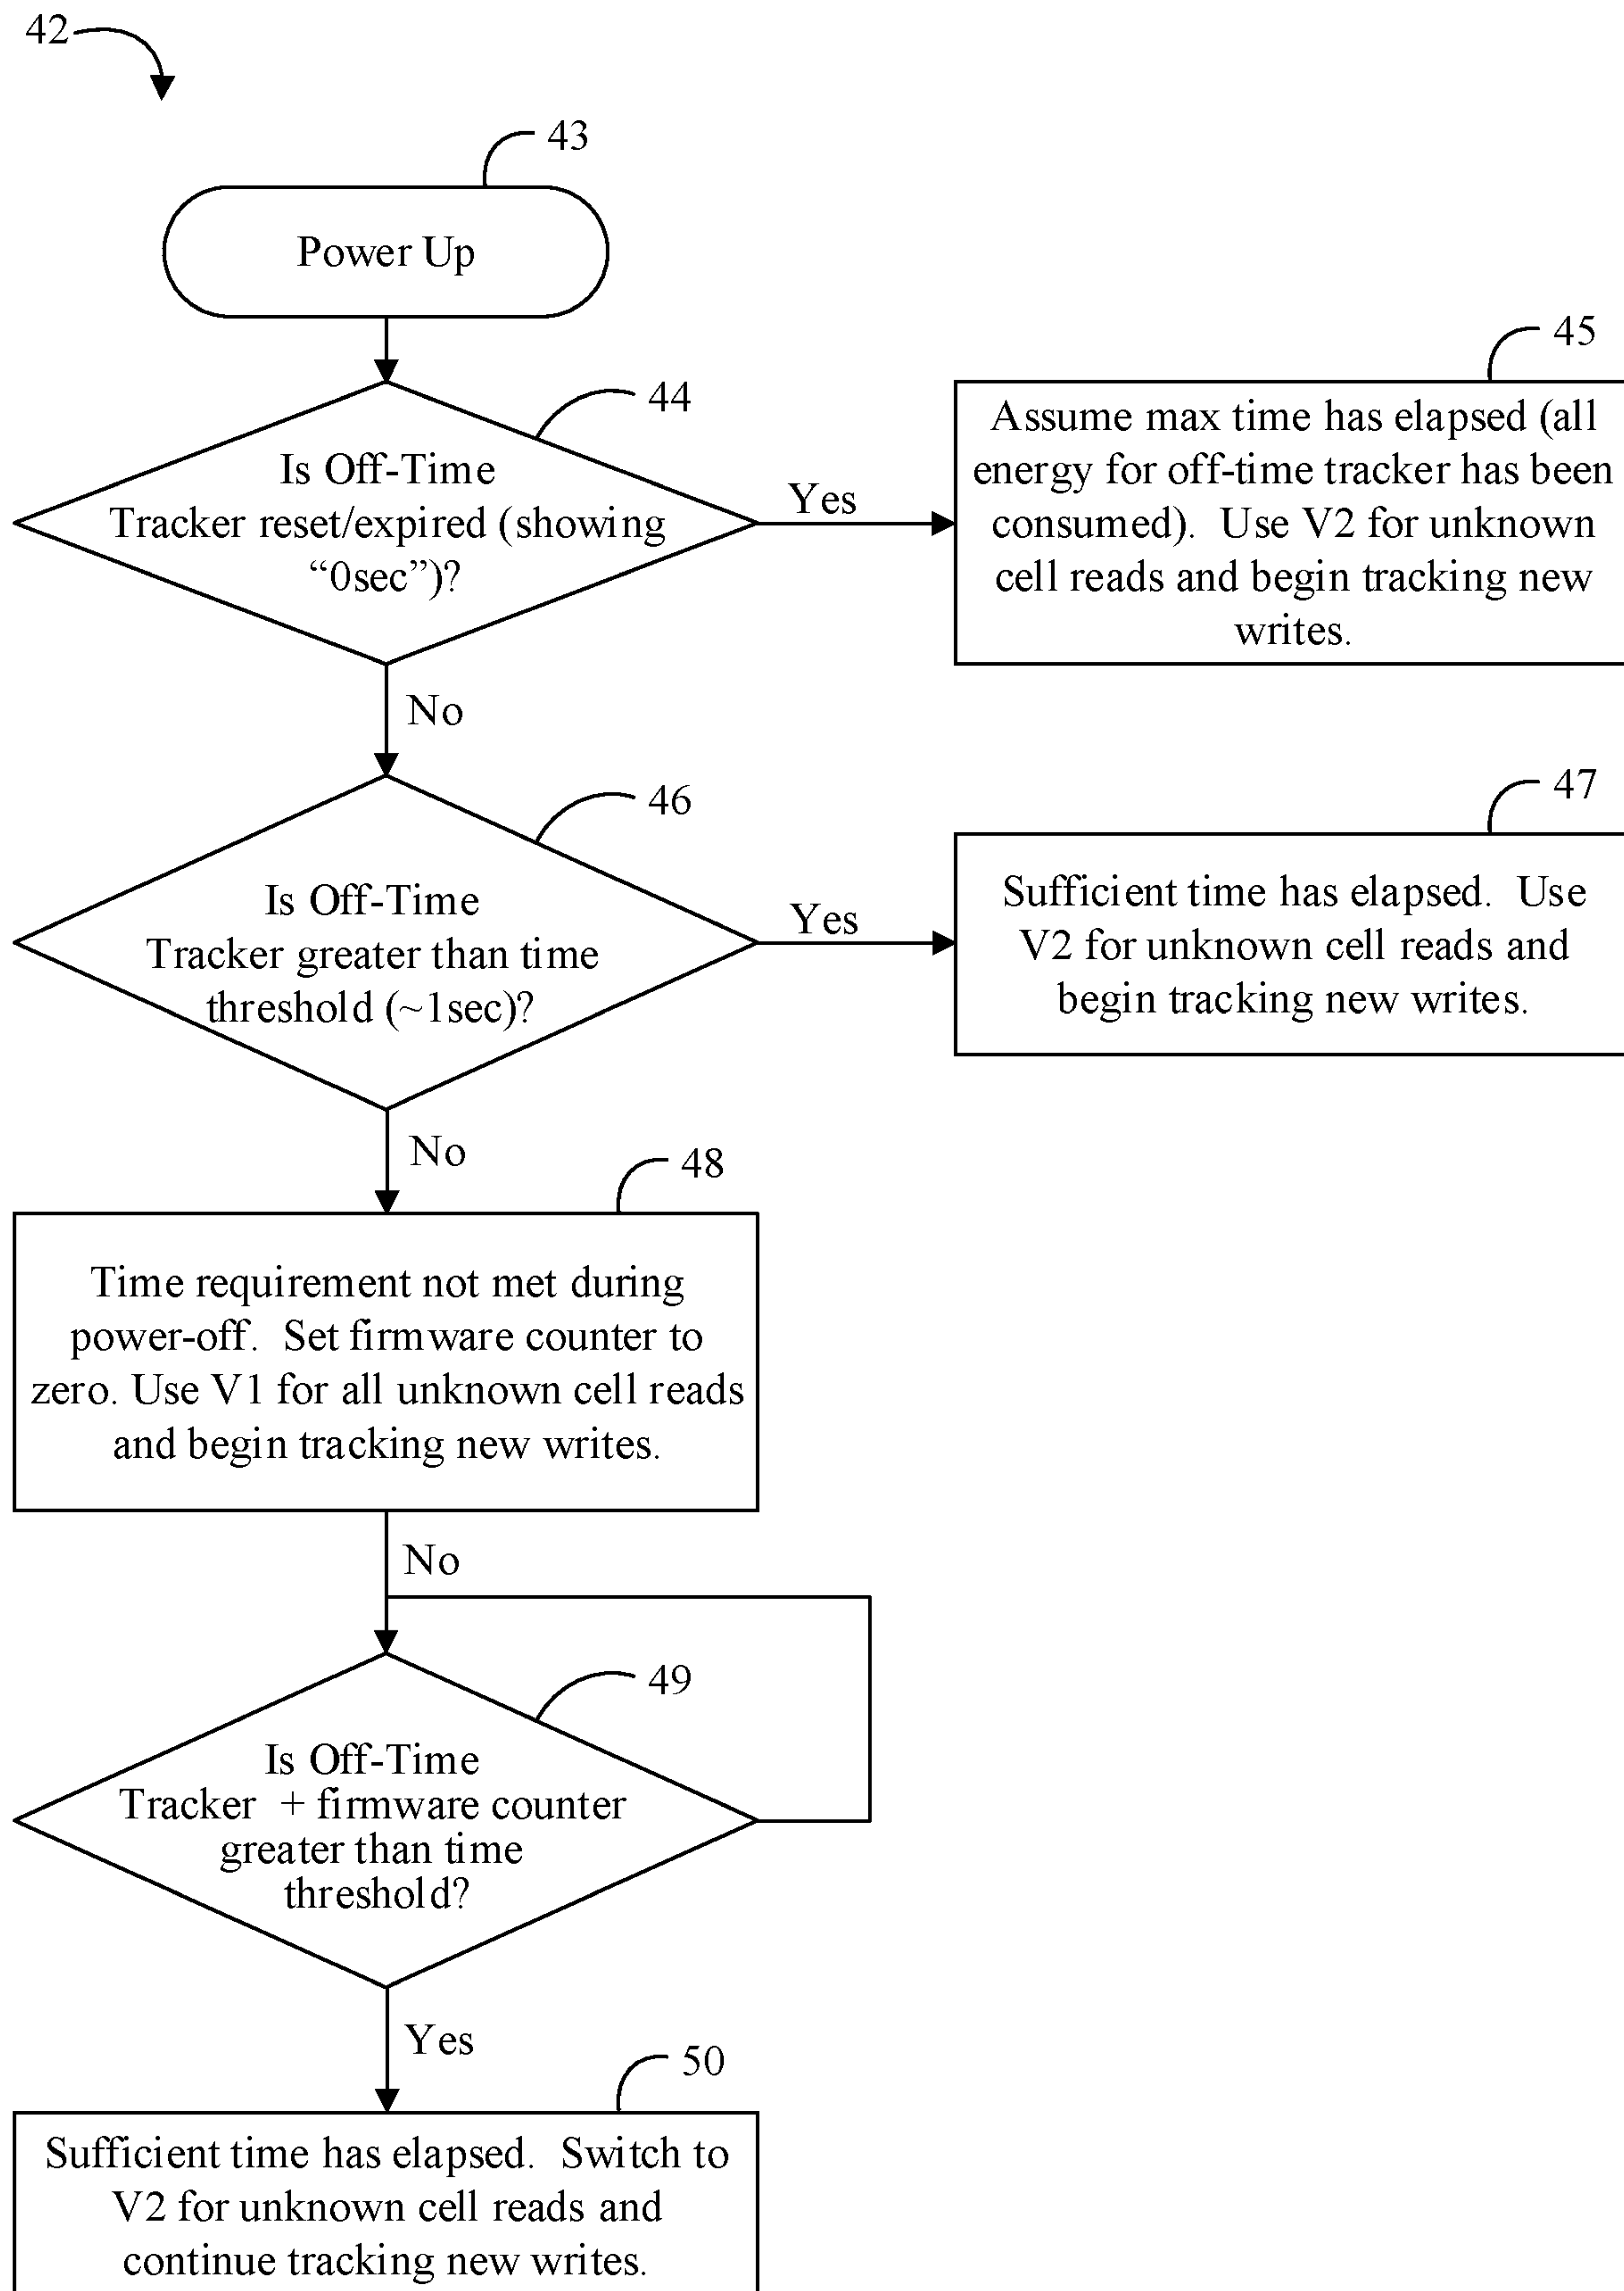 42
43
Power Up
44
Is Off-Time
Tracker reset/expired (showing
“0sec”)?
Yes
45
Assume max time has elapsed (all
energy for off-time tracker has been
consumed).  Use V2 for unknown
cell reads and begin tracking new
writes.
No
46
Is Off-Time
Tracker greater than time
threshold (~1sec)?
Yes
47
Sufficient time has elapsed.  Use
V2 for unknown cell reads and
begin tracking new writes.
No
48
Time requirement not met during
power-off.  Set firmware counter to
zero. Use V1 for all unknown cell reads
and begin tracking new writes.
No
49
Is Off-Time
Tracker  + firmware counter
greater than time
threshold?
Yes
50
Sufficient time has elapsed.  Switch to
V2 for unknown cell reads and
continue tracking new writes.